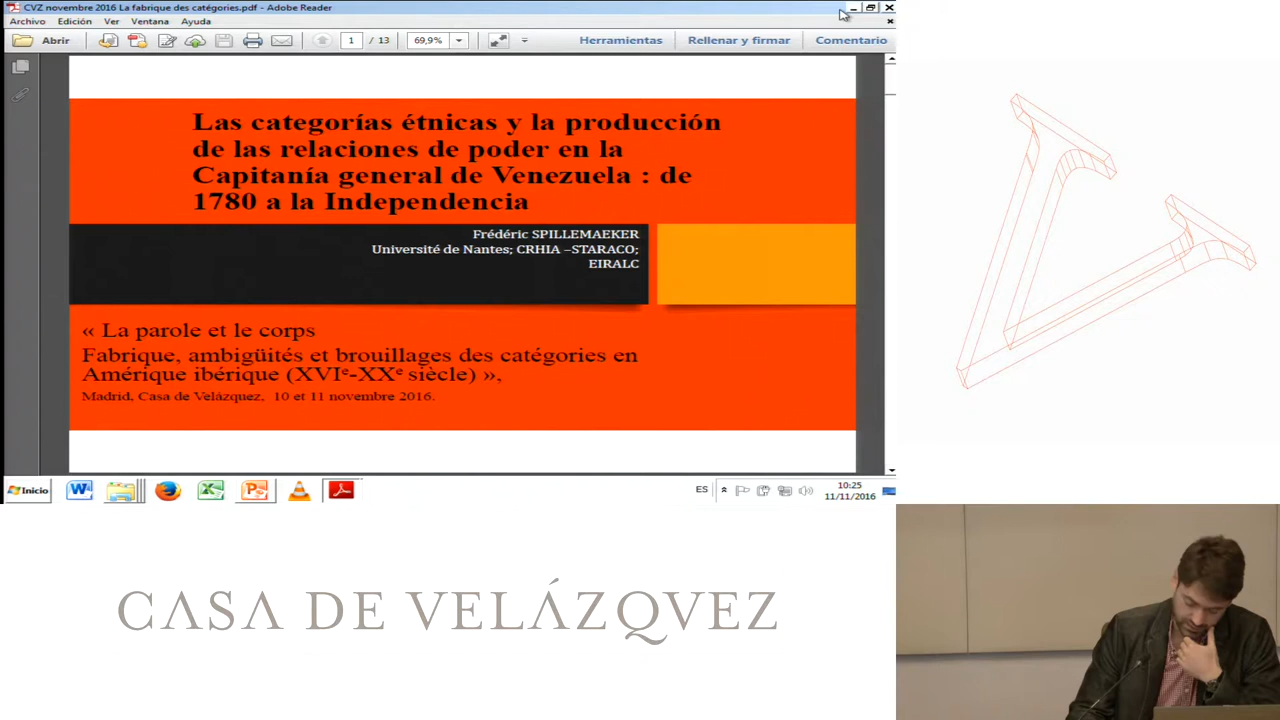 CVZ novembre 2016 La fabrique des catégories.pdf - Adobe Reader
Archivo Edición Ver Ventana Ayuda
Abrir 1 / 13 69,9% Herramientas Rellenar y firmar Comentario
Las categorías étnicas y la producción
de las relaciones de poder en la
Capitanía general de Venezuela : de
1780 a la Independencia
Frédéric SPILLEMAEKER
Université de Nantes; CRHIA –STARACO;
EIRALC
« La parole et le corps
Fabrique, ambigüités et brouillages des catégories en
Amérique ibérique (XVIe-XXe siècle) »,
Madrid, Casa de Velázquez, 10 et 11 novembre 2016.
Inicio ES 10:25
11/11/2016
CASA DE VELÁZQVEZ